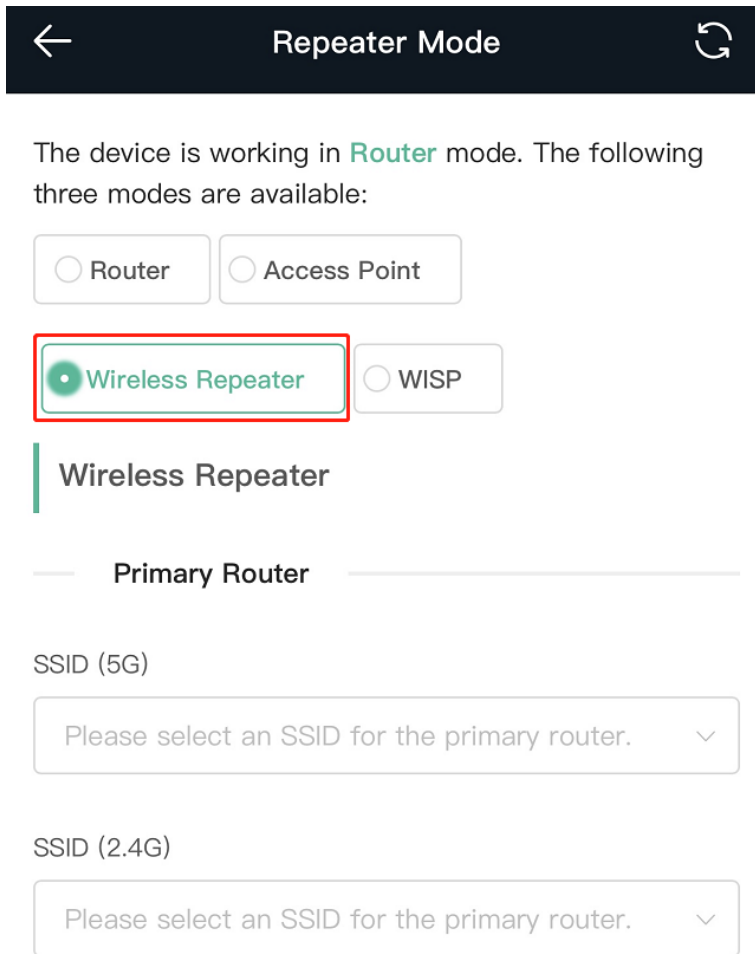 Repeater Mode
The device is working in Router mode. The following
three modes are available:
Router
Access Point
Wireless Repeater
WISP
Wireless Repeater
Primary Router
SSID (5G)
Please select an SSID for the primary router.
SSID (2.4G)
Please select an SSID for the primary router.